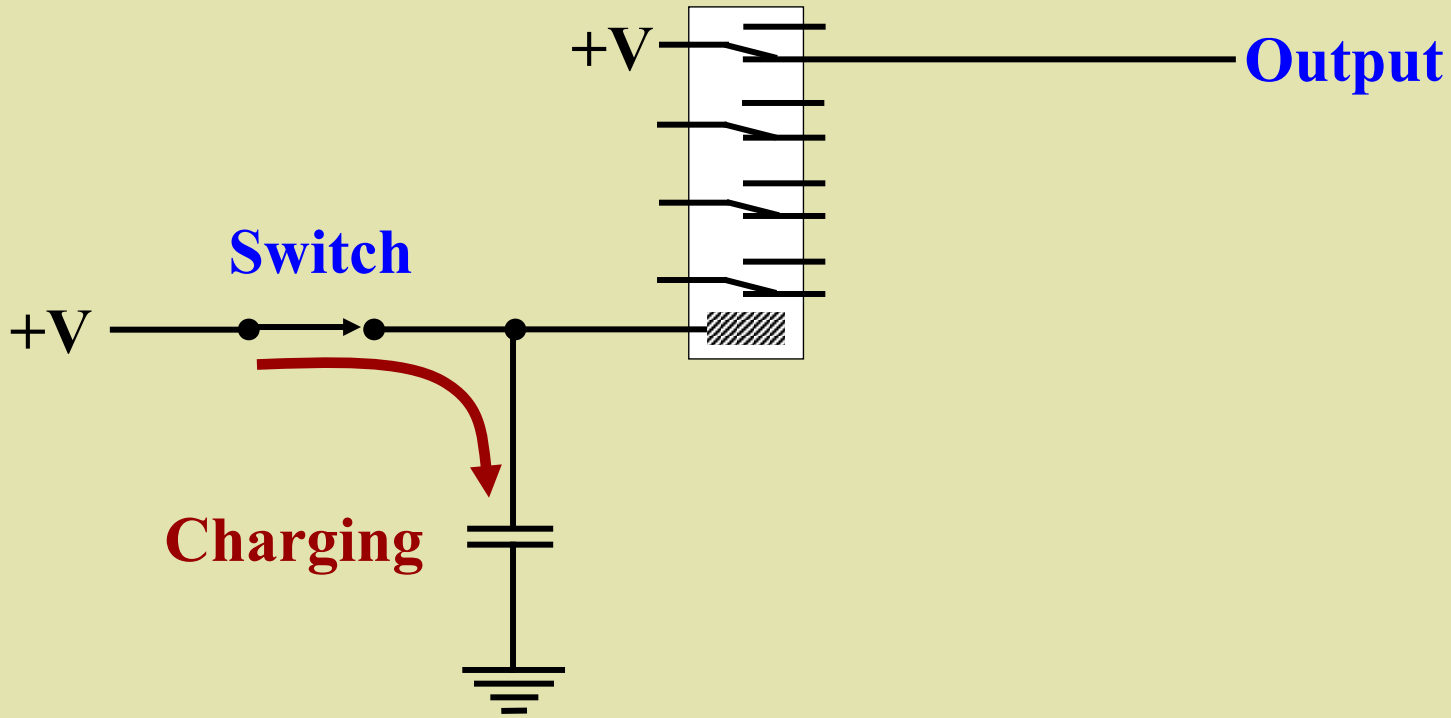 +V
Output
Switch
+V
Charging